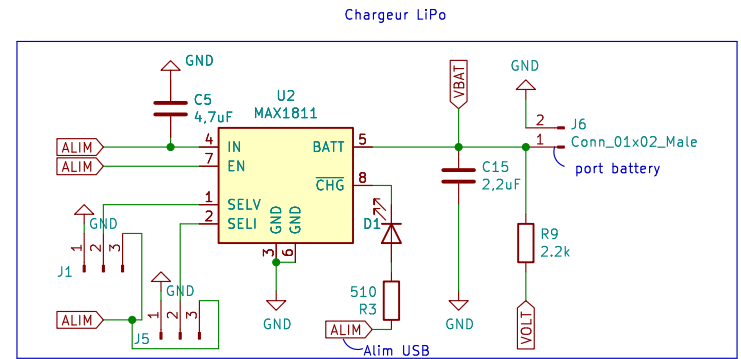 Chargeur LiPo
GND
GND
U2
MAX1811
C5
4,7uF
VBAT
2
J6
1
Conn_01x02_Male
port battery
ALIM
4
IN
BATT
5
ALIM
7
EN
C15
2,2uF
CHG
8
1
SELV
2
SELI
GND
GND
D1
GND
1
2
3
J1
3
6
R9
2.2k
GND
1
2
3
J5
510
R3
GND
GND
VOLT
ALIM
ALIM
Alim USB